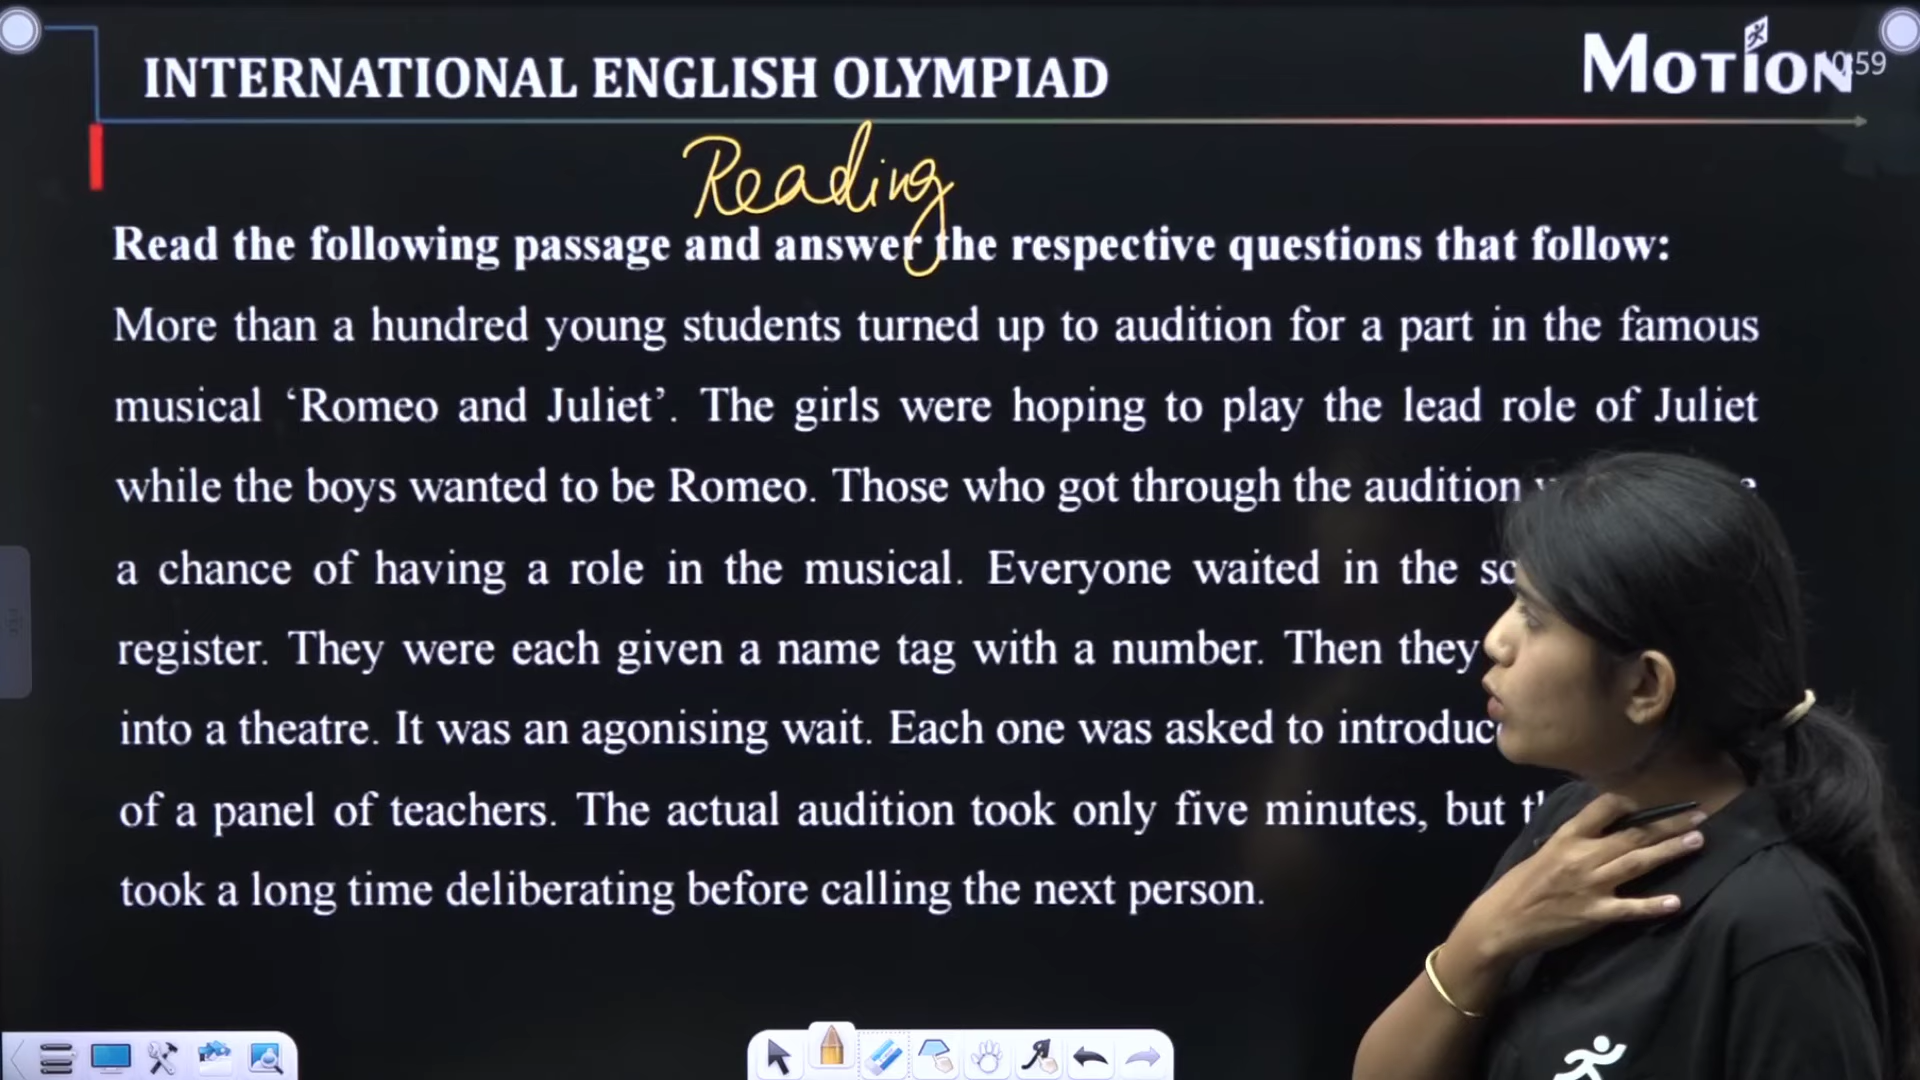 INTERNATIONAL ENGLISH OLYMPIAD
MOTION
:59
Reading
Read the following passage and answer the respective questions that follow:
More than a hundred young students turned up to audition for a part in the famous
musical ‘Romeo and Juliet’. The girls were hoping to play the lead role of Juliet
while the boys wanted to be Romeo. Those who got through the audition
a chance of having a role in the musical. Everyone waited in the
register. They were each given a name tag with a number. Then they
into a theatre. It was an agonising wait. Each one was asked to
of a panel of teachers. The actual audition took only five minutes, but
took a long time deliberating before calling the next person.